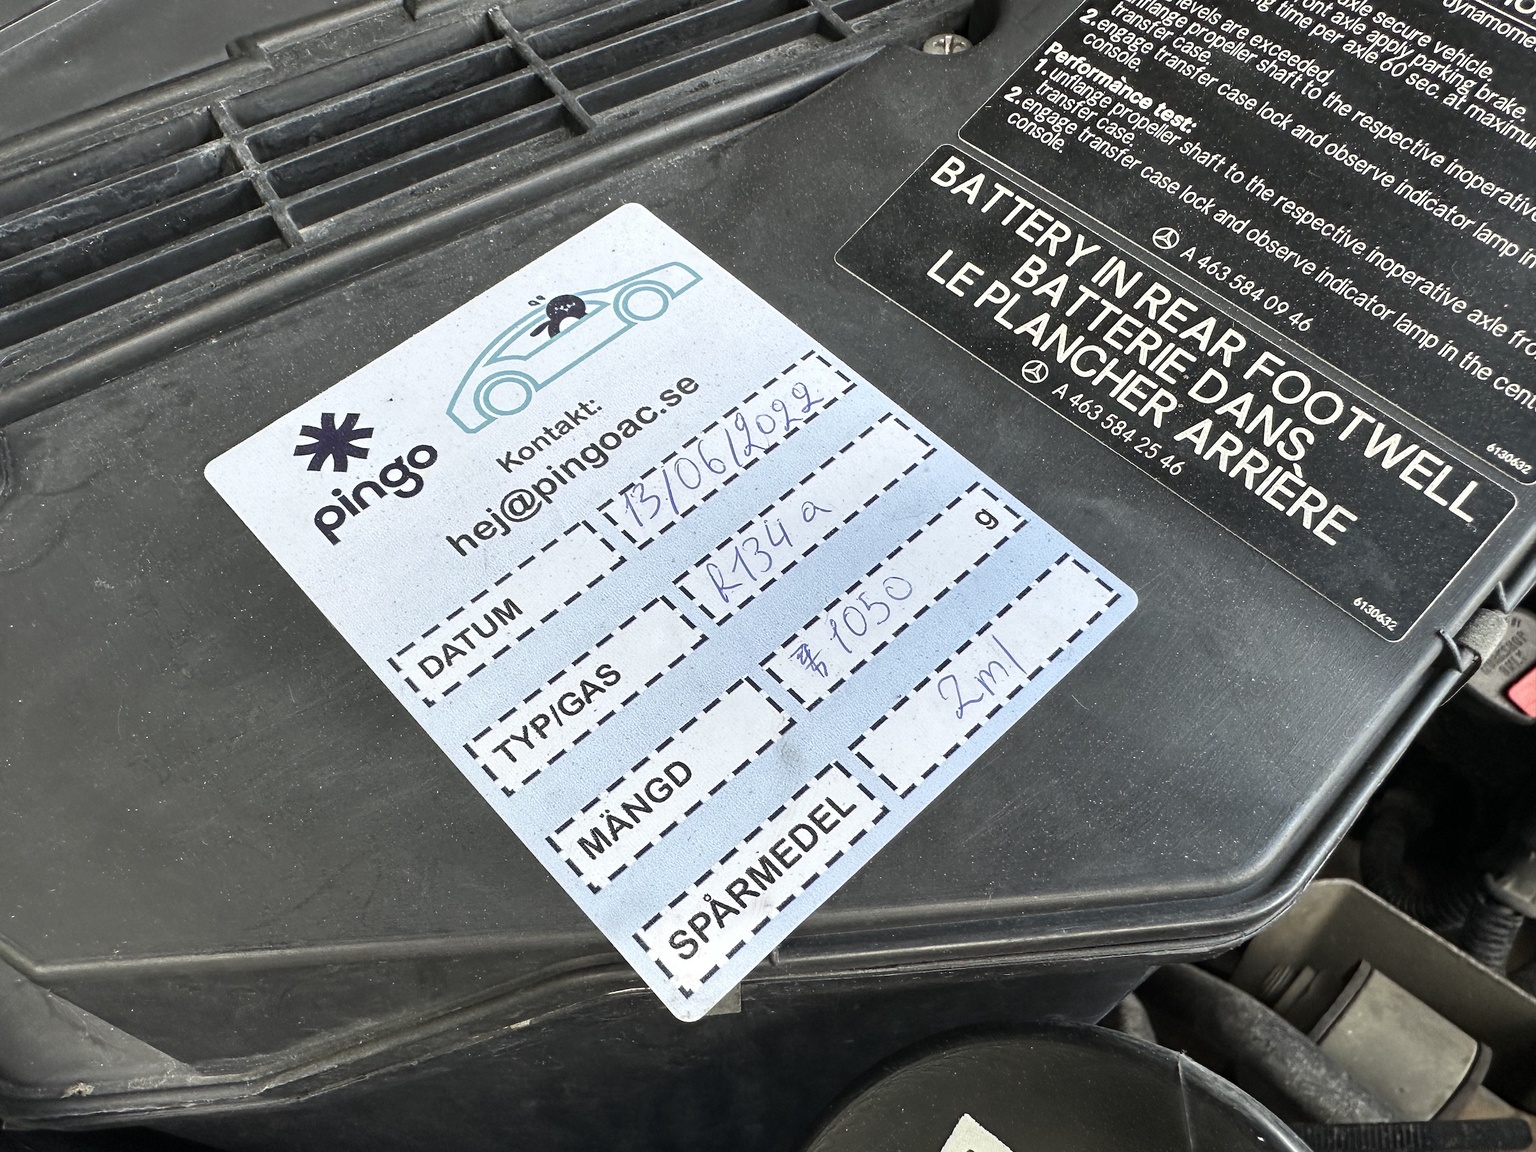 pingo
Kontakt:
hej@pingoac.se
DATUM 13/06/2022
TYP/GAS R134a
MÄNGD 1050 g
SPÅRMEDEL 2ml
axle secure vehicle.
front axle apply parking brake.
time per axle 60 sec. at maximum
levels are exceeded.
unflange propeller shaft to the respective inoperative
transfer case.
2. engage transfer case lock and observe indicator lamp in
console.
Performance test:
1. unflange propeller shaft to the respective inoperative axle fro
transfer case.
2. engage transfer case lock and observe indicator lamp in the cent
console.
A 463 584 09 46
6130632
BATTERY IN REAR FOOTWELL
BATTERIE DANS
LE PLANCHER ARRIÈRE
A 463 584 25 46
6130632